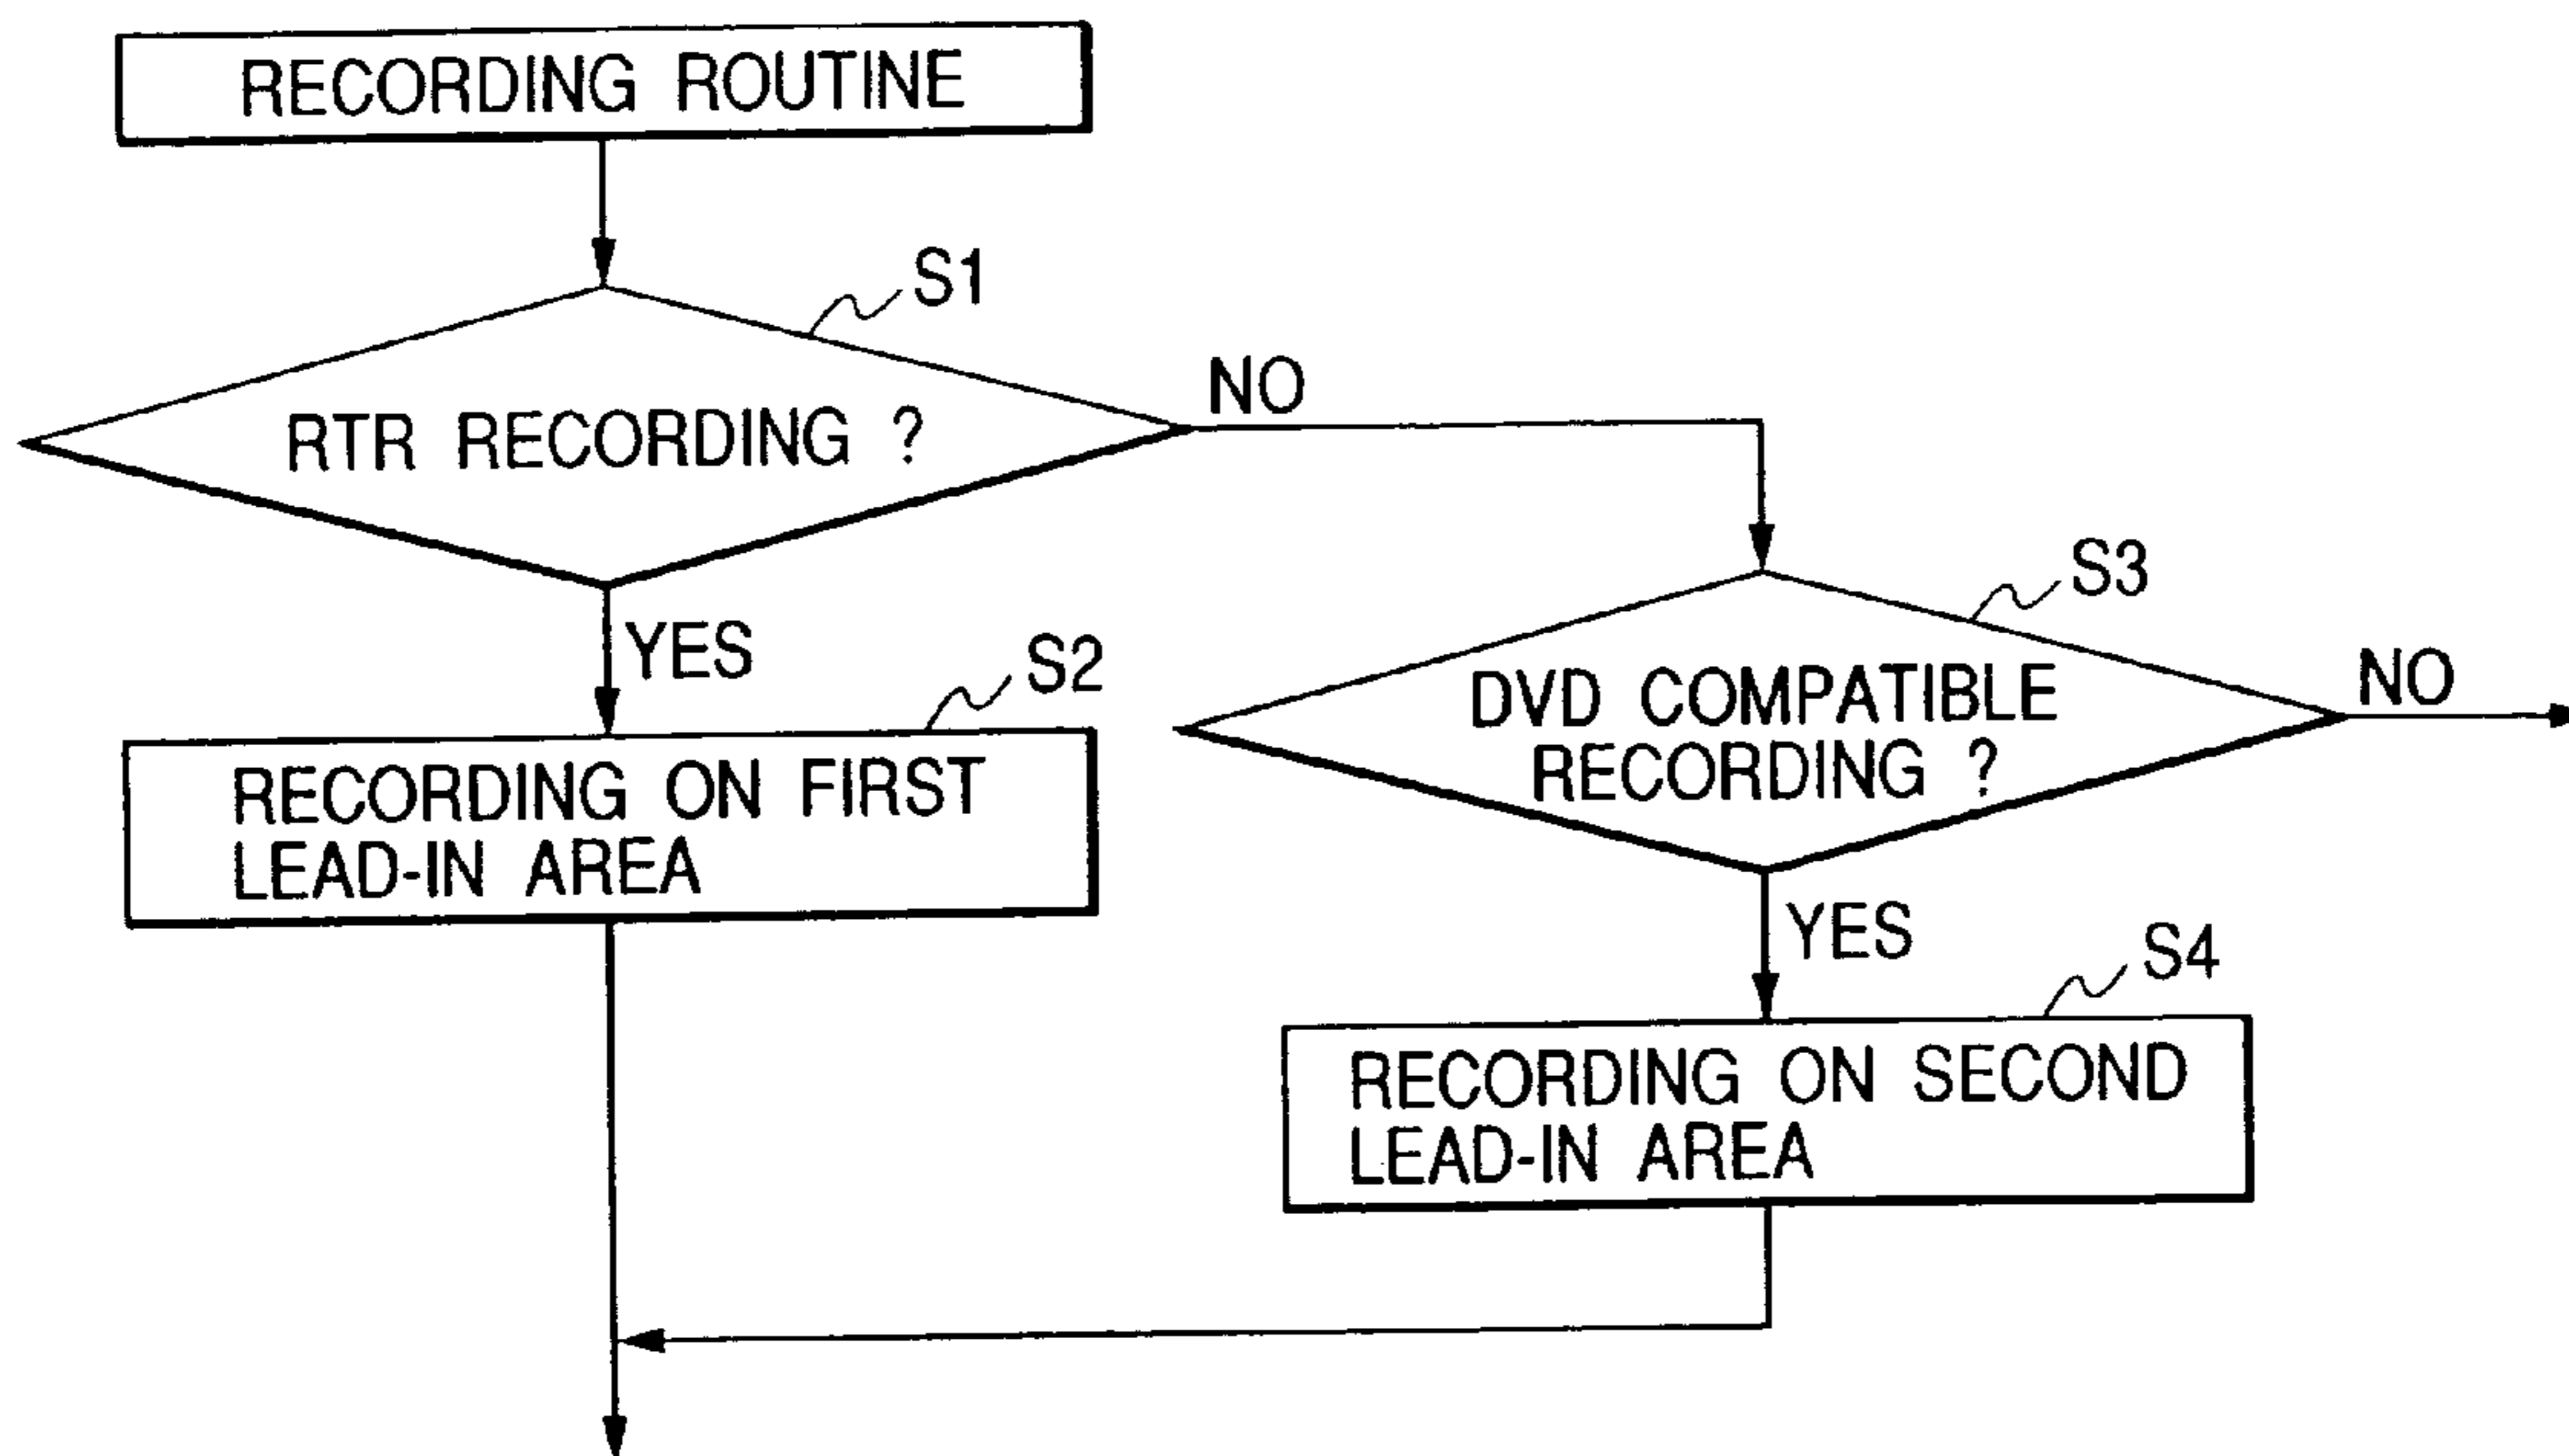 RECORDING ROUTINE
S1
RTR RECORDING ?
NO
YES
S2
RECORDING ON FIRST
LEAD-IN AREA
S3
DVD COMPATIBLE
RECORDING ?
NO
YES
S4
RECORDING ON SECOND
LEAD-IN AREA